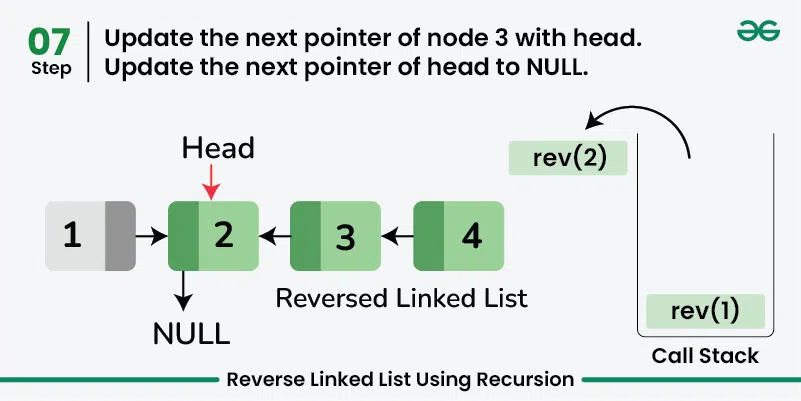 07
Step
Update the next pointer of node 3 with head.
Update the next pointer of head to NULL.
rev(2)
Head
1
2
3
4
Reversed Linked List
NULL
rev(1)
Call Stack
Reverse Linked List Using Recursion